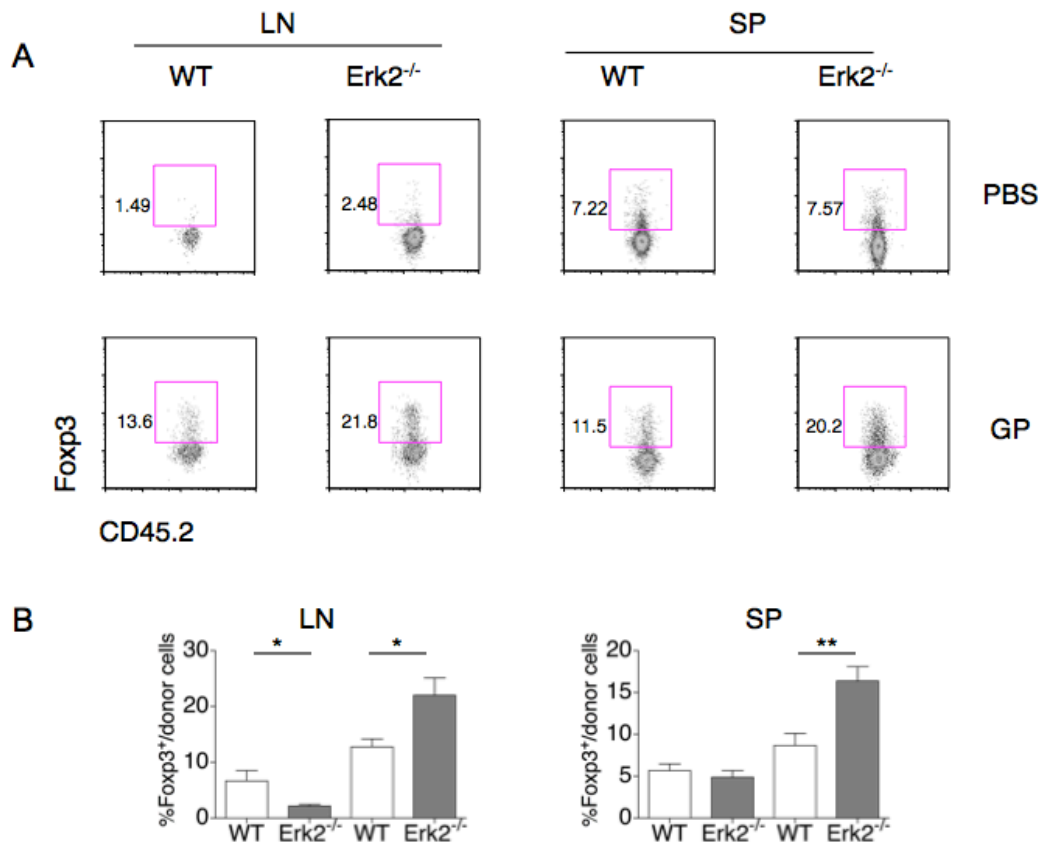 LN SP
A
WT Erk2-/- WT Erk2-/-
1.49 2.48 7.22 7.57 PBS
13.6 21.8 11.5 20.2 GP
Foxp3
CD45.2
B LN SP
* * **
30 20
20 15
10 10
0 5
0
%Foxp3+/donor cells %Foxp3+/donor cells
WT Erk2-/- WT Erk2-/- WT Erk2-/- WT Erk2-/-